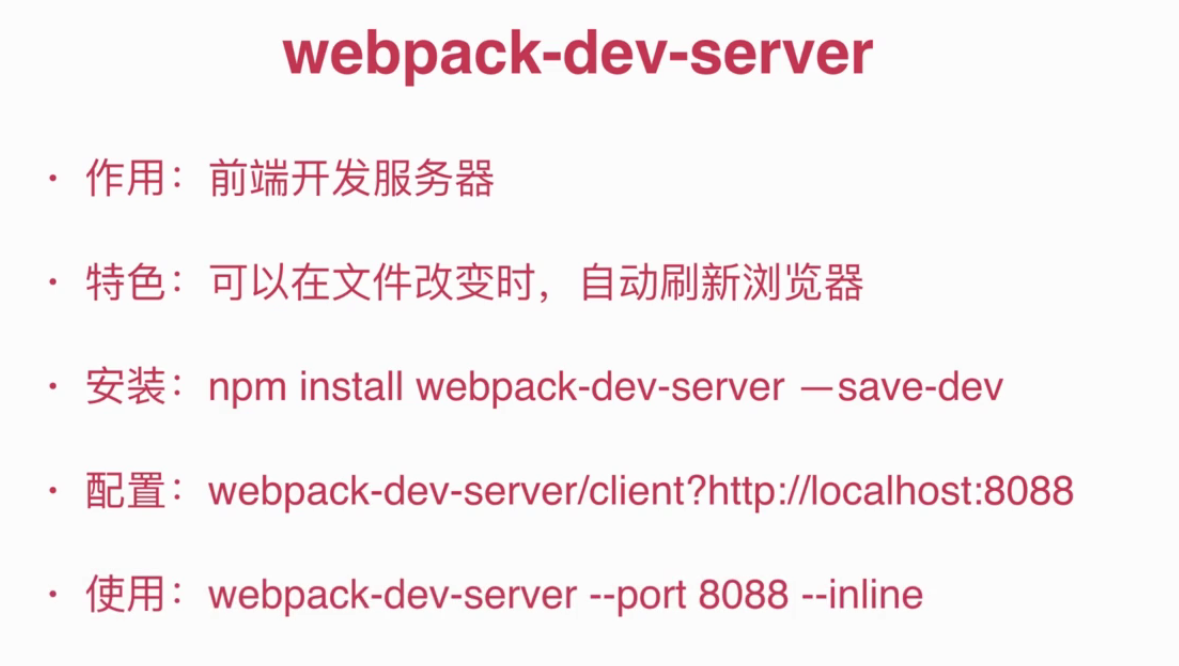 webpack-dev-server
· 作用：前端开发服务器
· 特色：可以在文件改变时，自动刷新浏览器
· 安装：npm install webpack-dev-server —save-dev
· 配置：webpack-dev-server/client?http://localhost:8088
· 使用：webpack-dev-server --port 8088 --inline